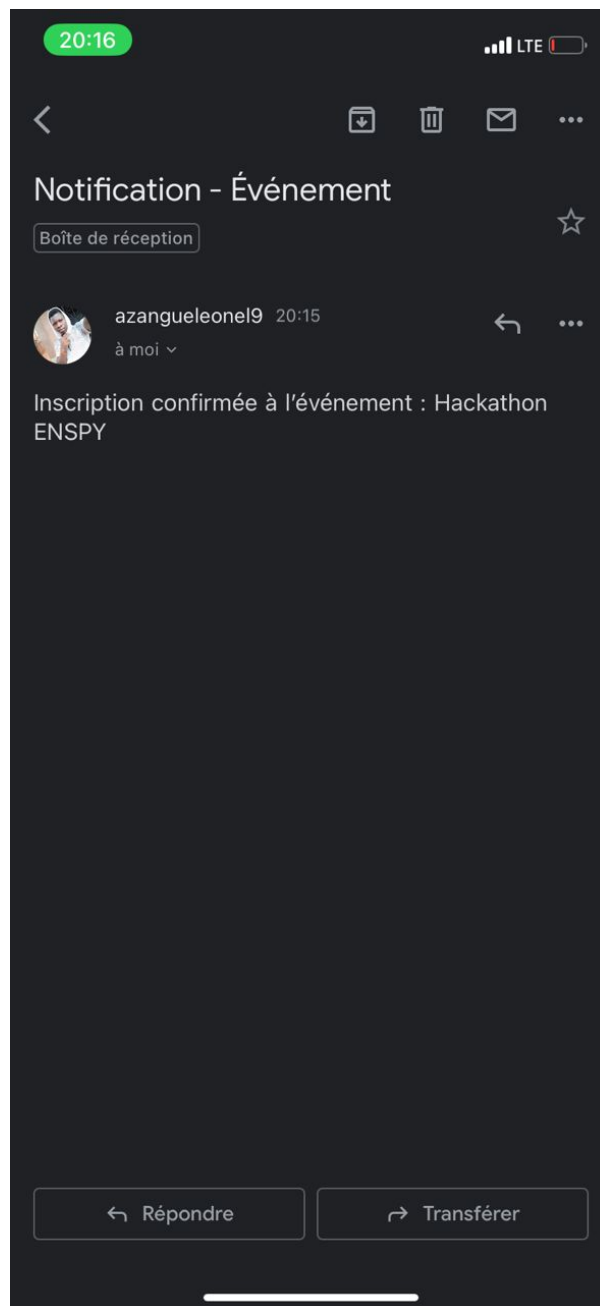 20:16
LTE
Notification - Événement
Boîte de réception
azangueleonel9 20:15
à moi
Inscription confirmée à l'événement : Hackathon
ENSPY
Répondre
Transférer